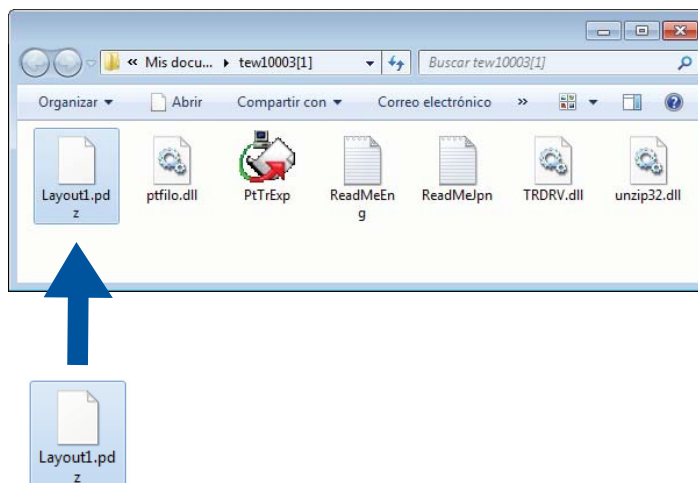 « Mis docu... ▸ tew10003[1]
Buscar tew10003[1]
Organizar
Abrir
Compartir con
Correo electrónico
»
Layout1.pd
z
ptfilo.dll
PtTrExp
ReadMeEn
g
ReadMeJpn
TRDRV.dll
unzip32.dll
Layout1.pd
z